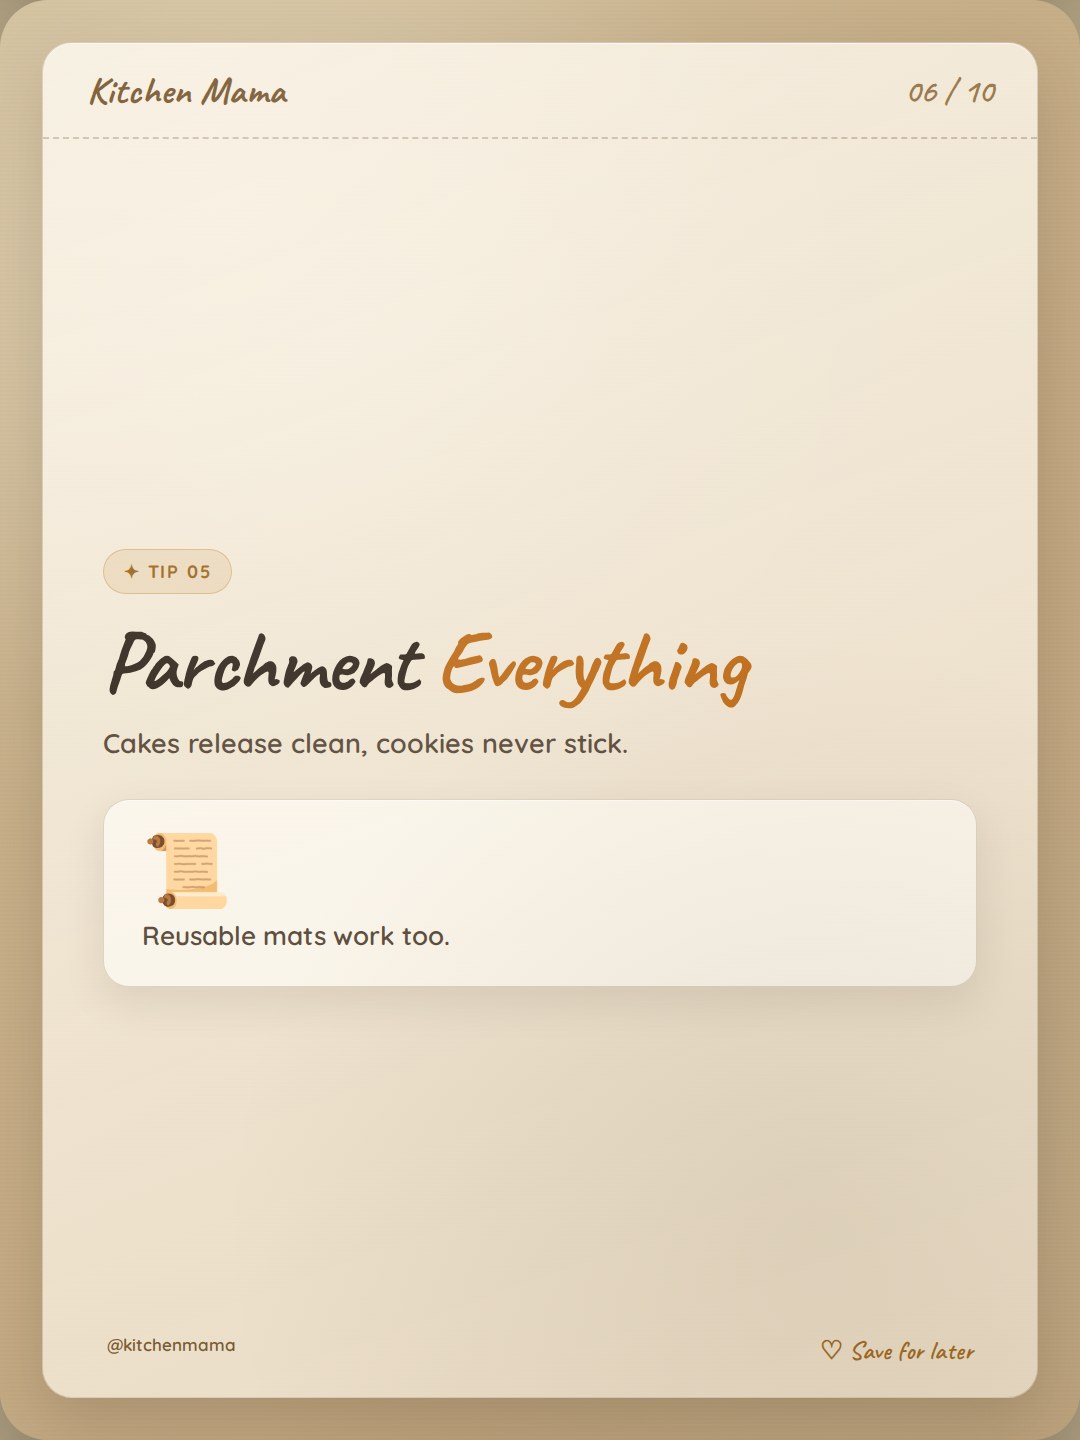 Kitchen Mama
06 / 10
✦ TIP 05
Parchment Everything
Cakes release clean, cookies never stick.
Reusable mats work too.
@kitchenmama
♡ Save for later